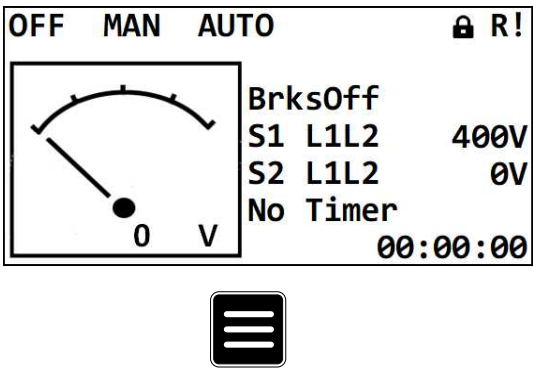 OFF MAN AUTO R!
BrksOff
S1 L1L2 400V
S2 L1L2 0V
No Timer
0 V
00:00:00